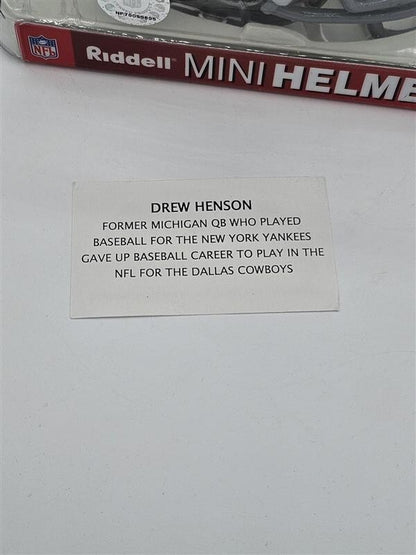 NFL
Riddell MINI HELME
DREW HENSON
FORMER MICHIGAN QB WHO PLAYED
BASEBALL FOR THE NEW YORK YANKEES
GAVE UP BASEBALL CAREER TO PLAY IN THE
NFL FOR THE DALLAS COWBOYS